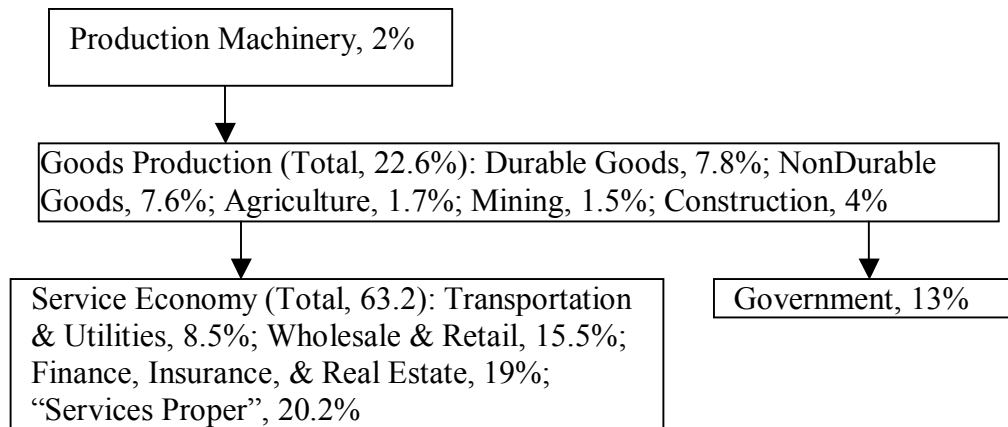 Production Machinery, 2%
Goods Production (Total, 22.6%): Durable Goods, 7.8%; NonDurable
Goods, 7.6%; Agriculture, 1.7%; Mining, 1.5%; Construction, 4%
Service Economy (Total, 63.2): Transportation
& Utilities, 8.5%; Wholesale & Retail, 15.5%;
Finance, Insurance, & Real Estate, 19%;
“Services Proper”, 20.2%
Government, 13%